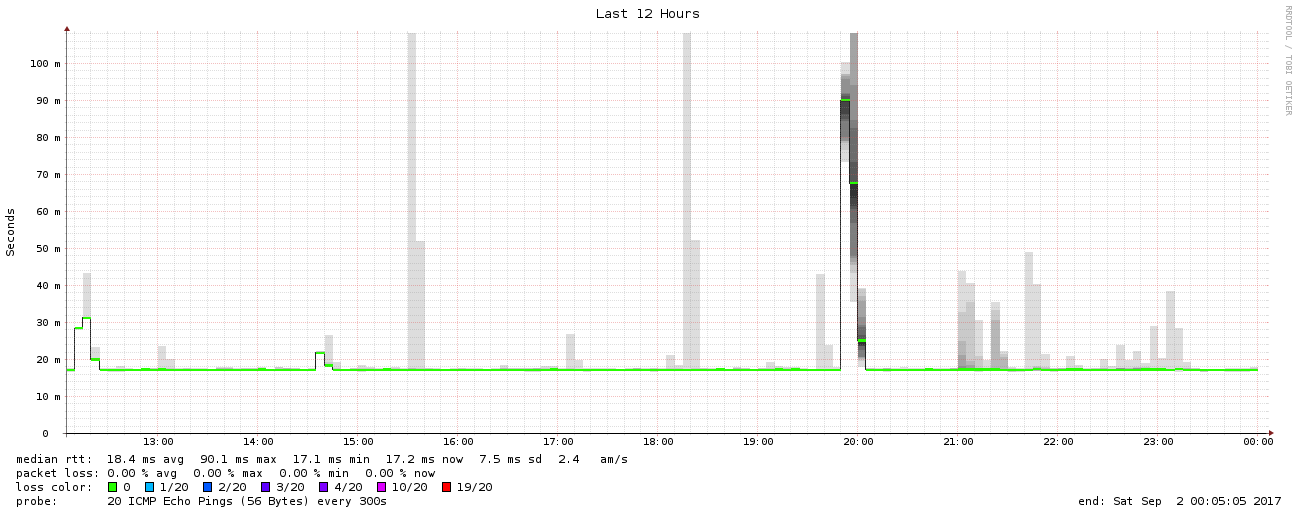 Last 12 Hours
RRDTOOL / TOBI OETIKER
Seconds
100 m
90 m
80 m
70 m
60 m
50 m
40 m
30 m
20 m
10 m
0
13:00 14:00 15:00 16:00 17:00 18:00 19:00 20:00 21:00 22:00 23:00 00:00
median rtt: 18.4 ms avg 90.1 ms max 17.1 ms min 17.2 ms now 7.5 ms sd 2.4 am/s
packet loss: 0.00 % avg 0.00 % max 0.00 % min 0.00 % now
loss color: 0 1/20 2/20 3/20 4/20 10/20 19/20
probe: 20 ICMP Echo Pings (56 Bytes) every 300s end: Sat Sep 2 00:05:05 2017